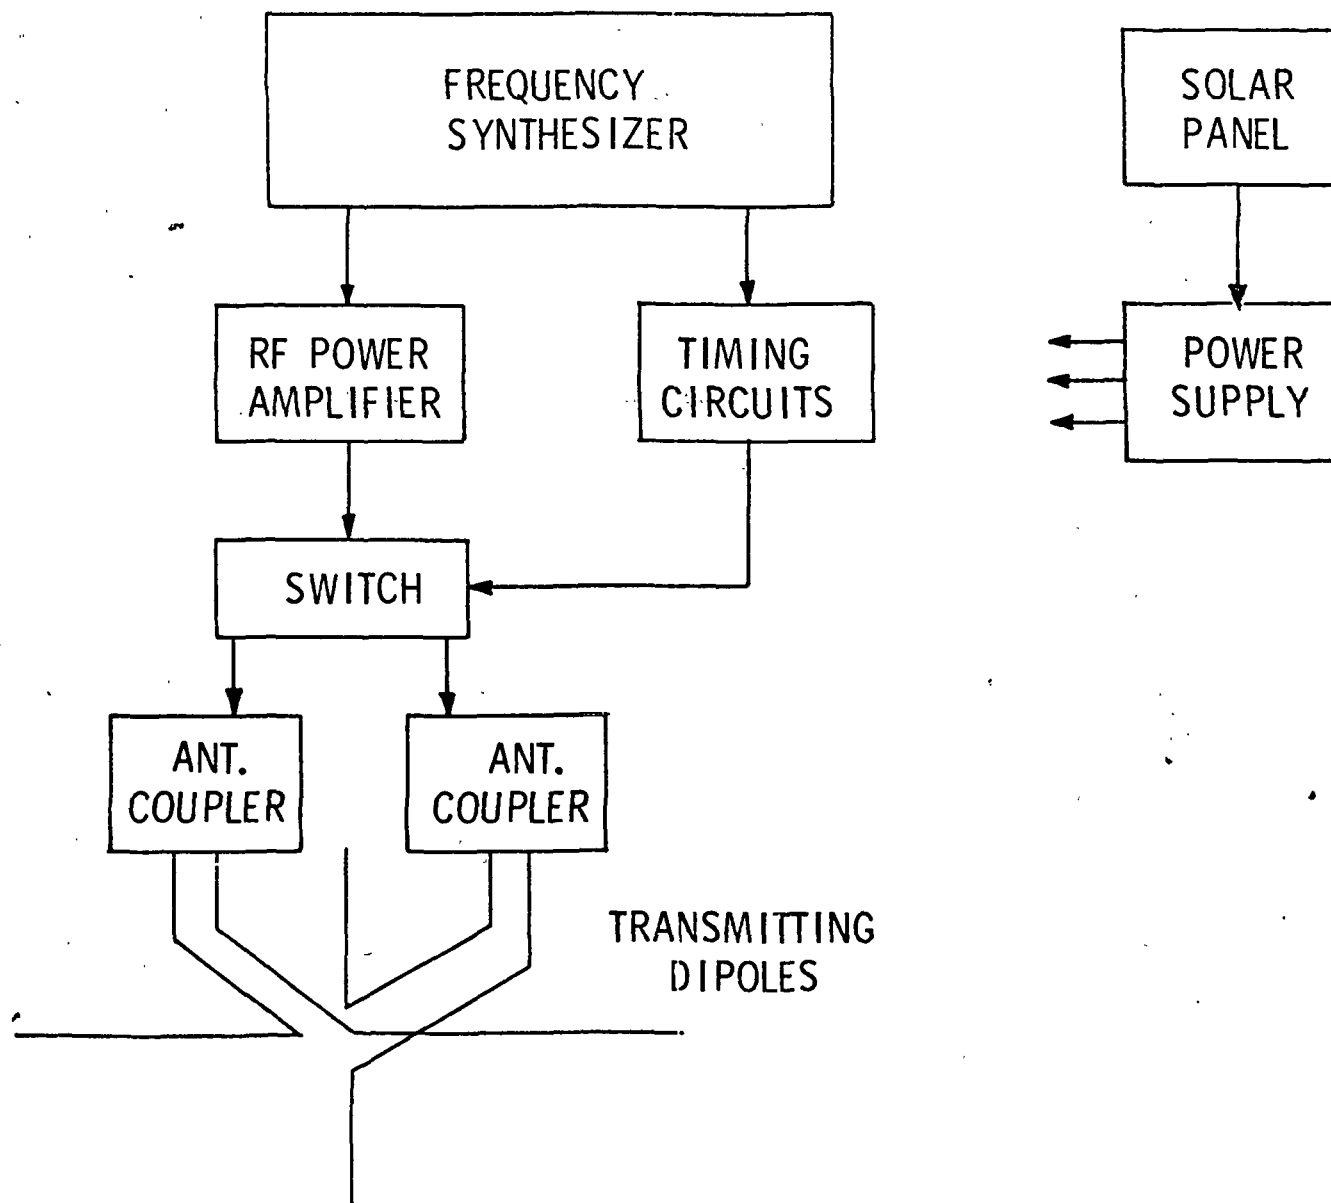 FREQUENCY
SYNTHESIZER
SOLAR
PANEL
RF POWER
AMPLIFIER
TIMING
CIRCUITS
POWER
SUPPLY
SWITCH
ANT.
COUPLER
ANT.
COUPLER
TRANSMITTING
DIPOLES